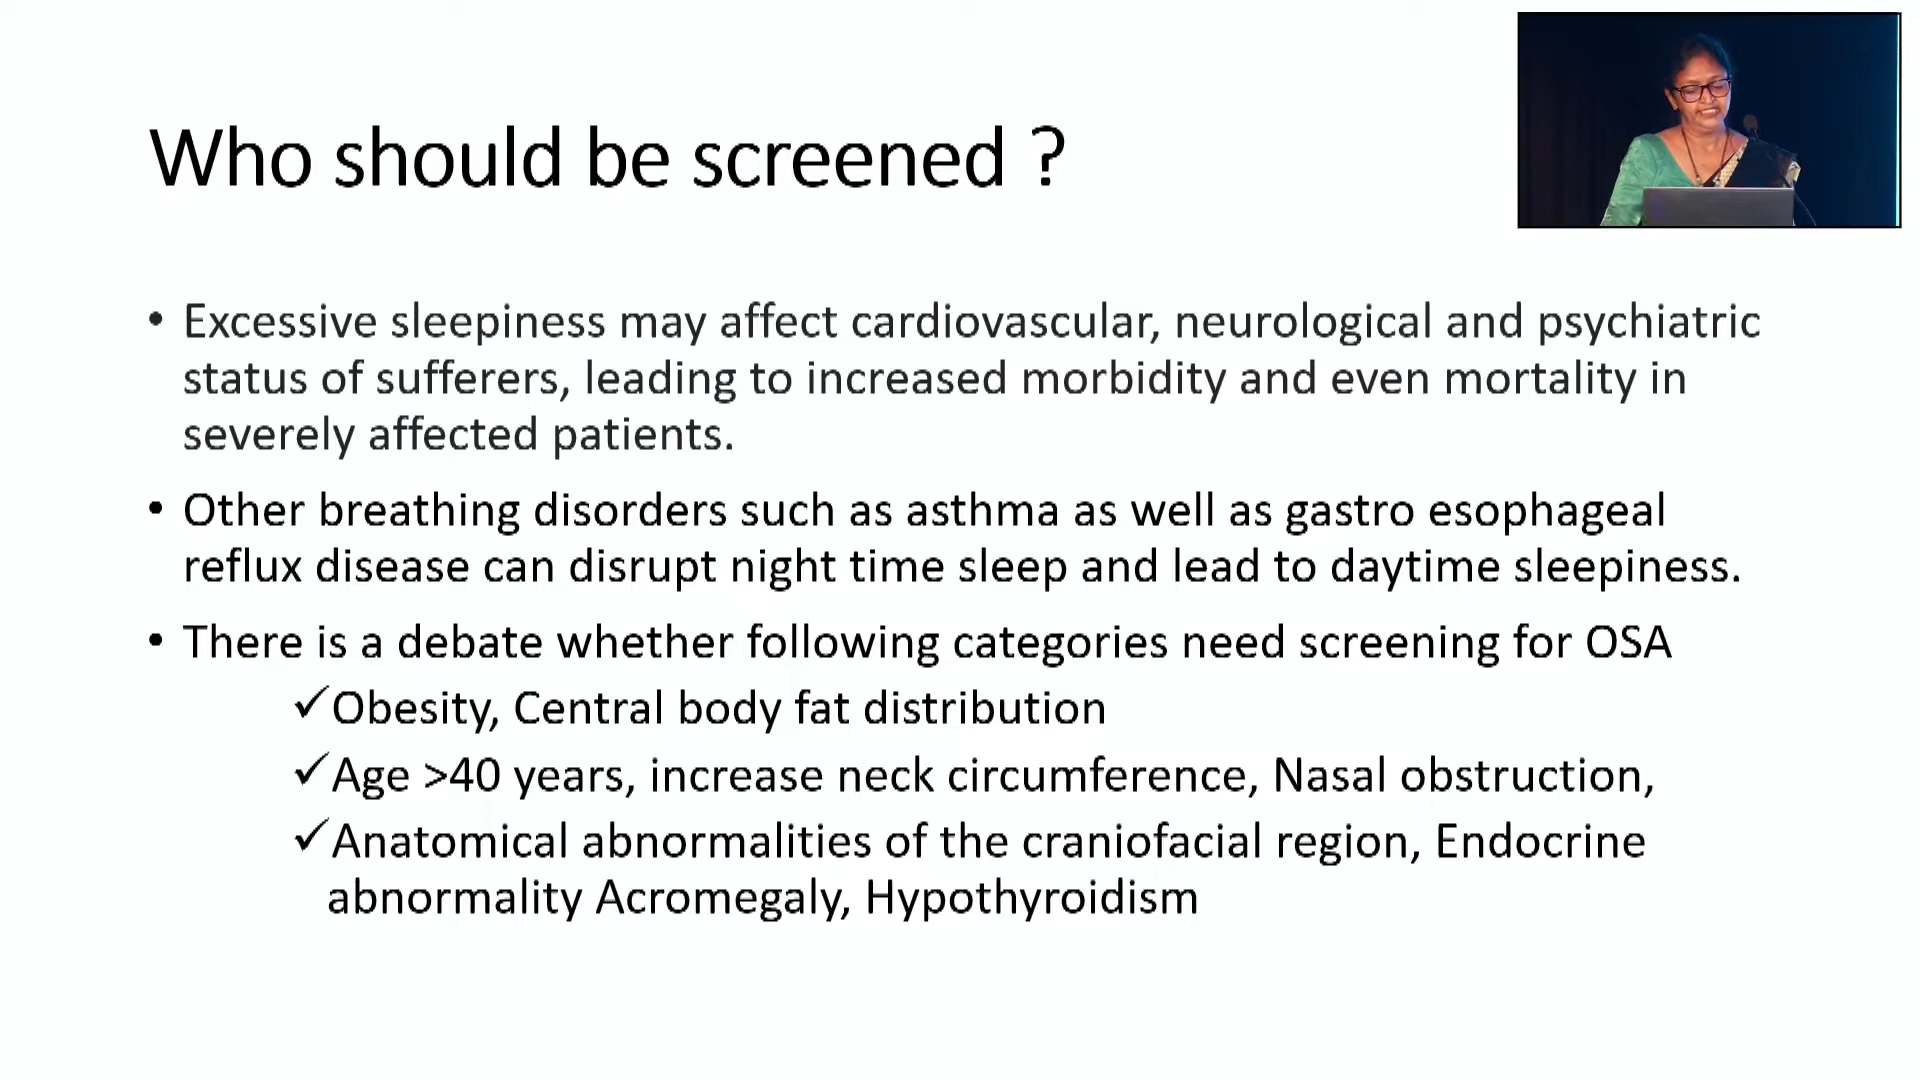 Who should be screened ?
• Excessive sleepiness may affect cardiovascular, neurological and psychiatric
status of sufferers, leading to increased morbidity and even mortality in
severely affected patients.
• Other breathing disorders such as asthma as well as gastro esophageal
reflux disease can disrupt night time sleep and lead to daytime sleepiness.
• There is a debate whether following categories need screening for OSA
✓Obesity, Central body fat distribution
✓Age >40 years, increase neck circumference, Nasal obstruction,
✓Anatomical abnormalities of the craniofacial region, Endocrine
abnormality Acromegaly, Hypothyroidism